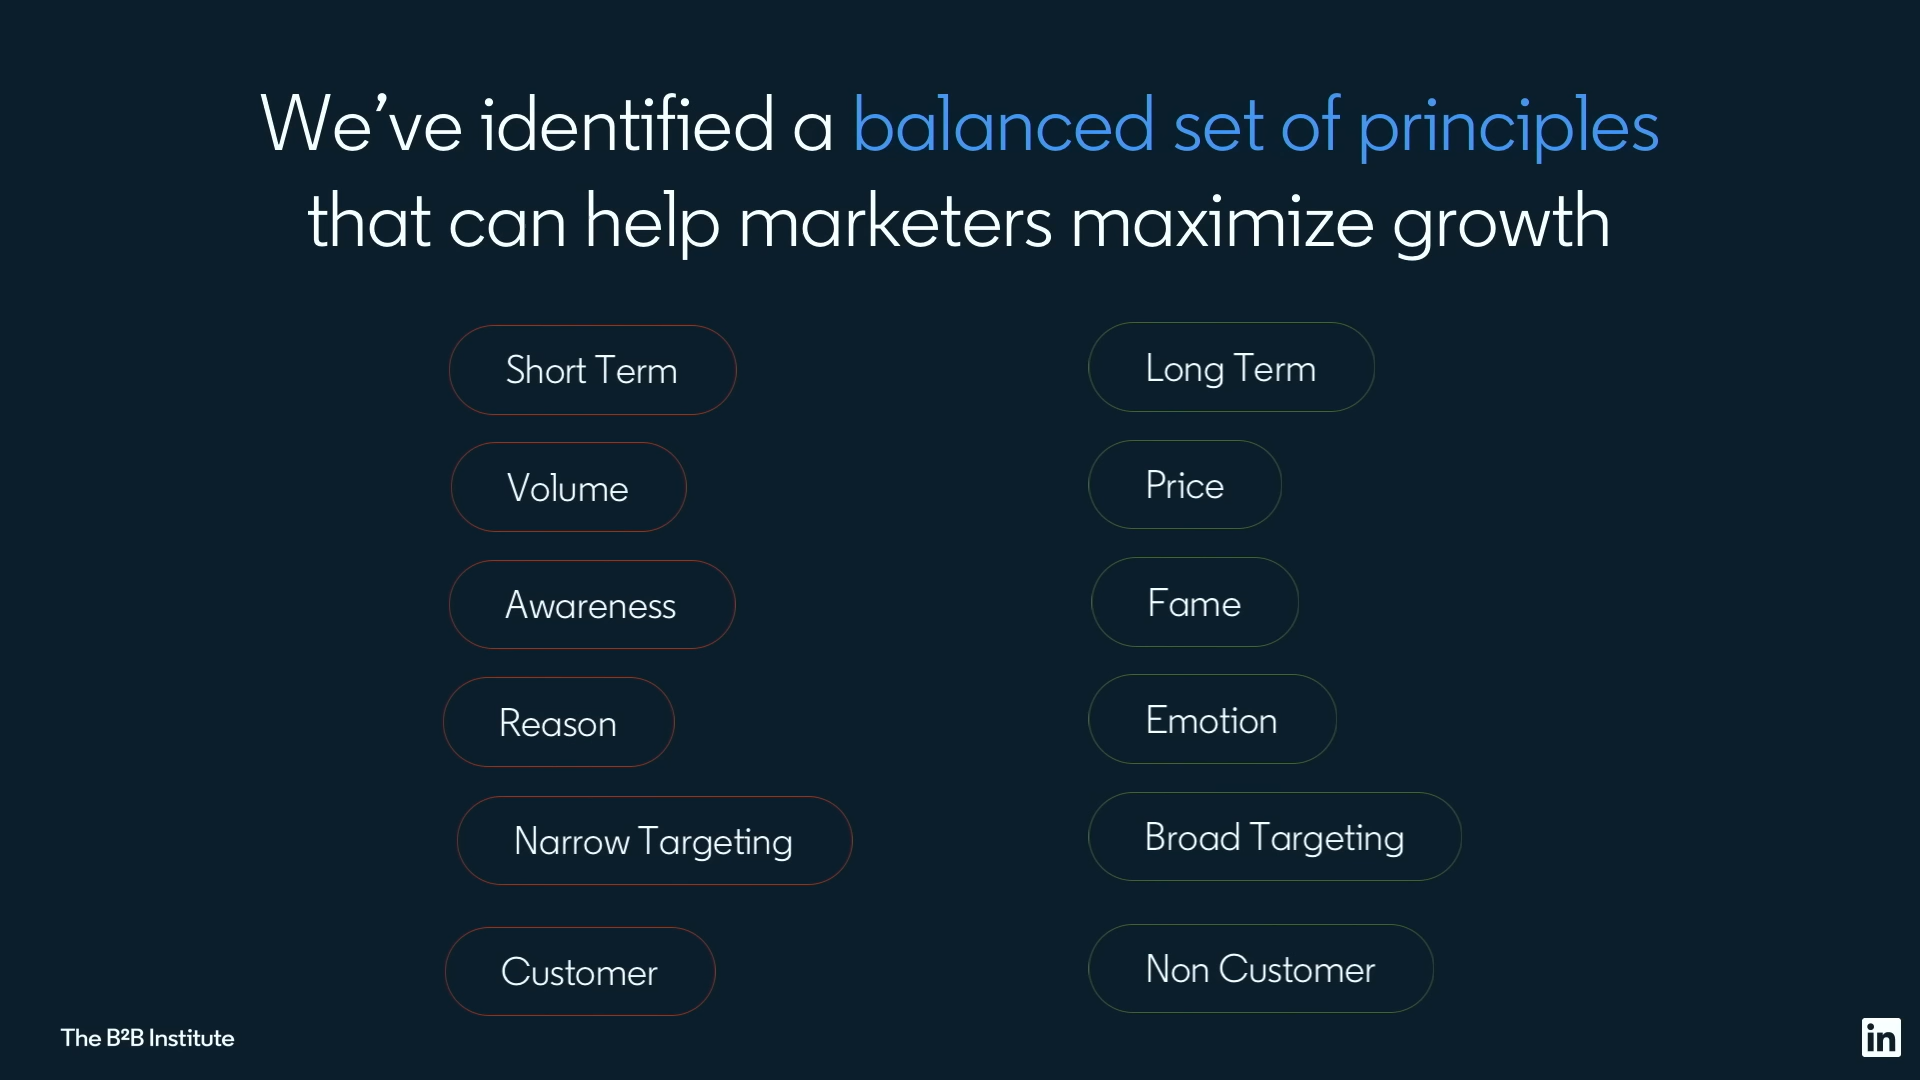 We’ve identified a balanced set of principles
that can help marketers maximize growth
Short Term
Long Term
Volume
Price
Awareness
Fame
Reason
Emotion
Narrow Targeting
Broad Targeting
Customer
Non Customer
The B²B Institute
in